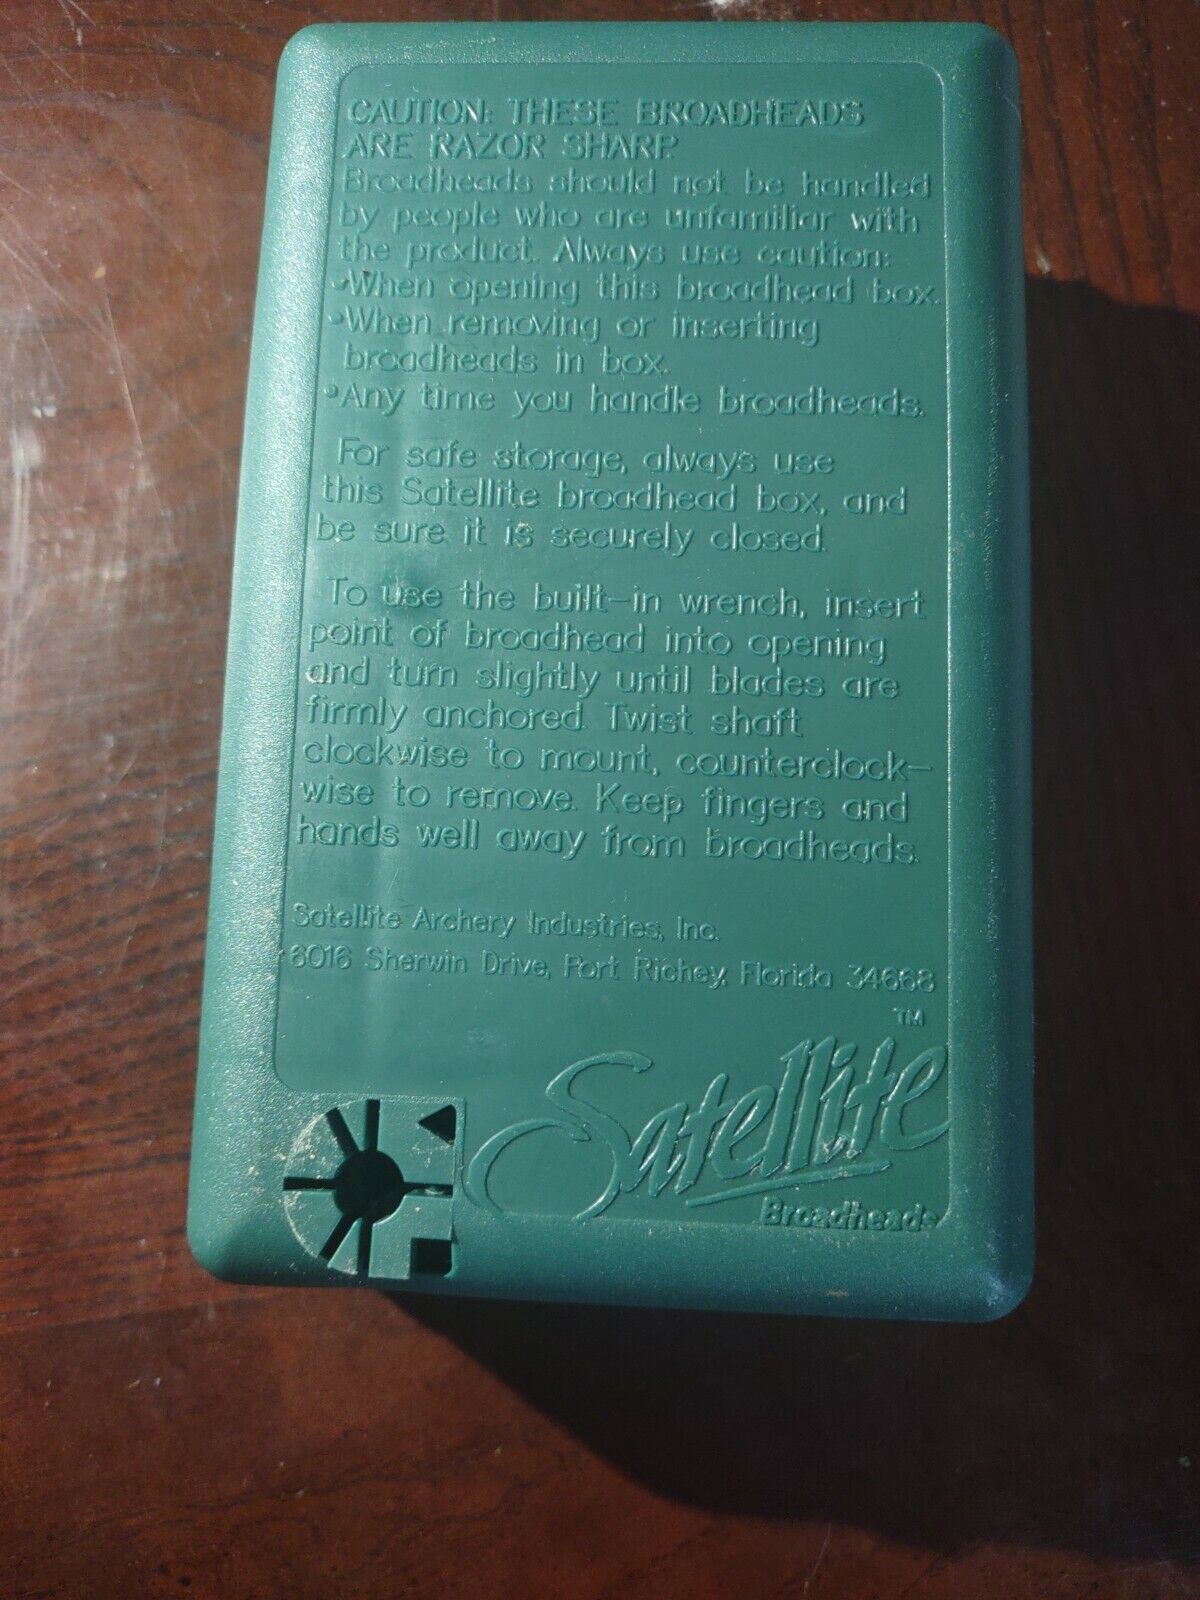 CAUTION: THESE BROADHEADS
ARE RAZOR SHARP.
Broadheads should not be handled
by people who are unfamiliar with
the product. Always use caution:
•When opening this broadhead box.
•When removing or inserting
broadheads in box.
•Any time you handle broadheads.
For safe storage, always use
this Satellite broadhead box, and
be sure it is securely closed.
To use the built-in wrench, insert
point of broadhead into opening
and turn slightly until blades are
firmly anchored. Twist shaft
clockwise to mount, counterclock-
wise to remove. Keep fingers and
hands well away from broadheads.
Satellite Archery Industries, Inc.
6016 Sherwin Drive, Port Richey, Florida 34668
TM
Satellite
Broadheads